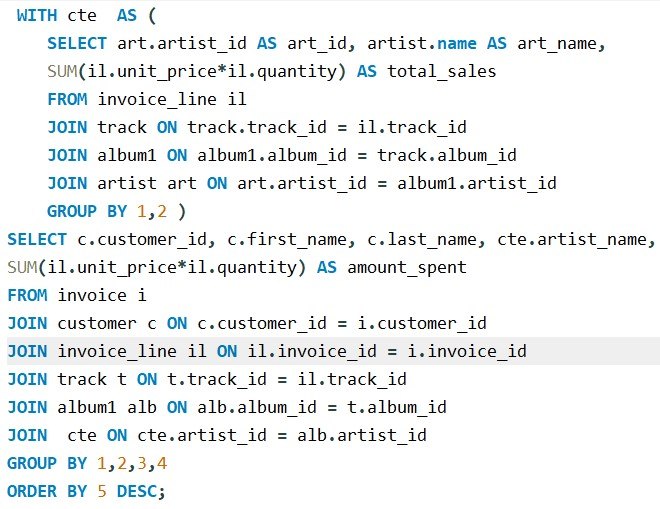 WITH cte  AS (
SELECT art.artist_id AS art_id, artist.name AS art_name,
SUM(il.unit_price*il.quantity) AS total_sales
FROM invoice_line il
JOIN track ON track.track_id = il.track_id
JOIN album1 ON album1.album_id = track.album_id
JOIN artist art ON art.artist_id = album1.artist_id
GROUP BY 1,2 )
SELECT c.customer_id, c.first_name, c.last_name, cte.artist_name,
SUM(il.unit_price*il.quantity) AS amount_spent
FROM invoice i
JOIN customer c ON c.customer_id = i.customer_id
JOIN invoice_line il ON il.invoice_id = i.invoice_id
JOIN track t ON t.track_id = il.track_id
JOIN album1 alb ON alb.album_id = t.album_id
JOIN  cte ON cte.artist_id = alb.artist_id
GROUP BY 1,2,3,4
ORDER BY 5 DESC;